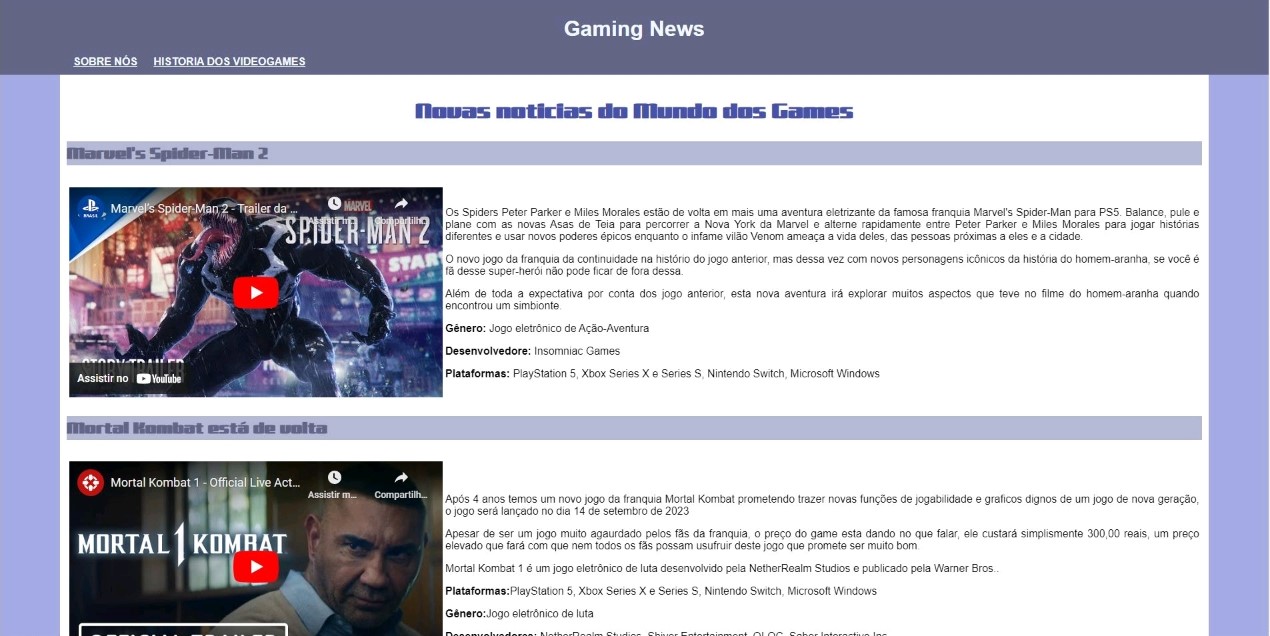 Gaming News
SOBRE NÓS HISTORIA DOS VIDEOGAMES
Novas noticias do Mundo dos Games
Marvel's Spider-Man 2
BRASIL
Marvel's Spider-Man 2 - Trailer da ...
Assistir m...
Compartilh...
MARVEL
SPIDER-MAN 2
STAR
STORY TRAILER
Assistir no YouTube
Os Spiders Peter Parker e Miles Morales estão de volta em mais uma aventura eletrizante da famosa franquia Marvel's Spider-Man para PS5. Balance, pule e
plane com as novas Asas de Teia para percorrer a Nova York da Marvel e alterne rapidamente entre Peter Parker e Miles Morales para jogar histórias
diferentes e usar novos poderes épicos enquanto o infame vilão Venom ameaça a vida deles, das pessoas próximas a eles e a cidade.
O novo jogo da franquia da continuidade na história do jogo anterior, mas dessa vez com novos personagens icônicos da história do homem-aranha, se você é
fã desse super-herói não pode ficar de fora dessa.
Além de toda a expectativa por conta dos jogo anterior, esta nova aventura irá explorar muitos aspectos que teve no filme do homem-aranha quando
encontrou um simbionte.
Gênero: Jogo eletrônico de Ação-Aventura
Desenvolvedore: Insomniac Games
Plataformas: PlayStation 5, Xbox Series X e Series S, Nintendo Switch, Microsoft Windows
Mortal Kombat está de volta
Mortal Kombat 1 - Official Live Act...
Assistir m...
Compartilh...
MORTAL KOMBAT 1
OFFICIAL TRAILER
Após 4 anos temos um novo jogo da franquia Mortal Kombat prometendo trazer novas funções de jogabilidade e graficos dignos de um jogo de nova geração,
o jogo será lançado no dia 14 de setembro de 2023
Apesar de ser um jogo muito agaurdado pelos fãs da franquia, o preço do game esta dando no que falar, ele custará simplismente 300,00 reais, um preço
elevado que fará com que nem todos os fãs possam usufruir deste jogo que promete ser muito bom.
Mortal Kombat 1 é um jogo eletrônico de luta desenvolvido pela NetherRealm Studios e publicado pela Warner Bros..
Plataformas:PlayStation 5, Xbox Series X e Series S, Nintendo Switch, Microsoft Windows
Gênero:Jogo eletrônico de luta
Desenvolvedores: NetherRealm Studios, Shiver Entertainment, QLOC, Saber Interactive Inc